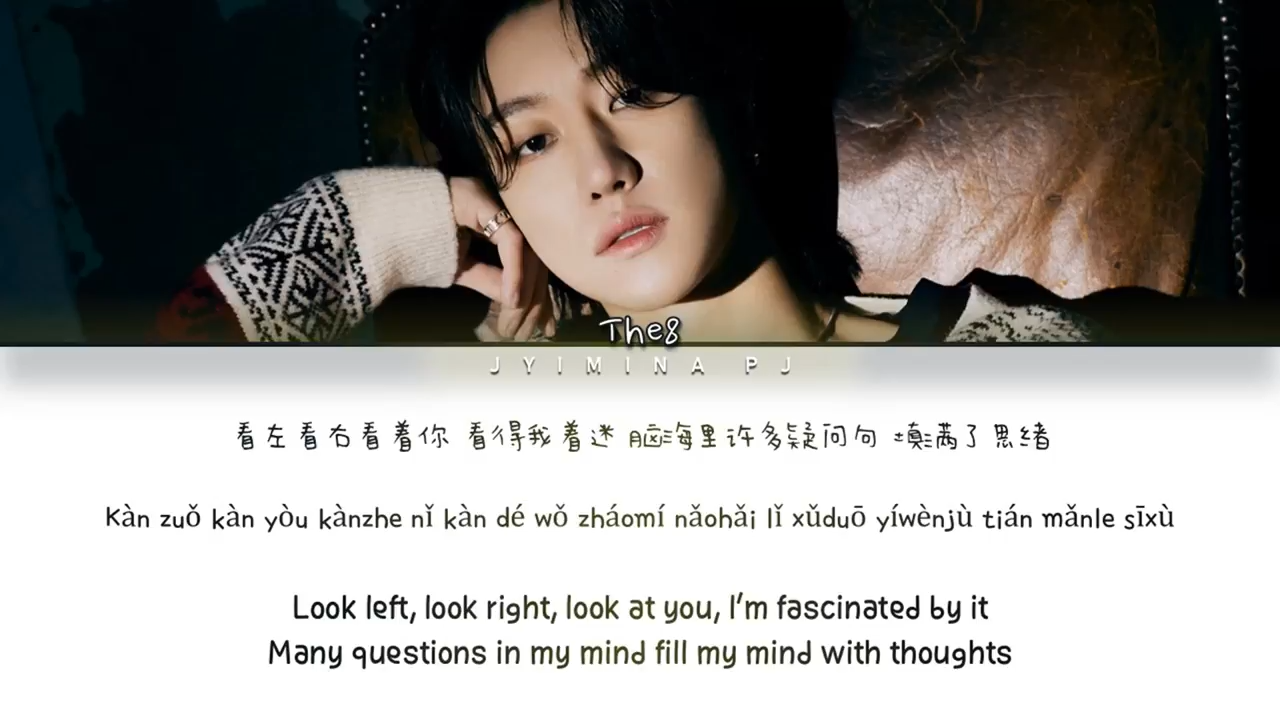 The8
JYIMINA PJ
看左看右看着你 看得我着迷 脑海里许多疑问句 填满了思绪
Kàn zuǒ kàn yòu kànzhe nǐ kàn dé wǒ zháomí nǎohǎi lǐ xǔduō yíwènjù tián mǎnle sīxù
Look left, look right, look at you, I'm fascinated by it
Many questions in my mind fill my mind with thoughts